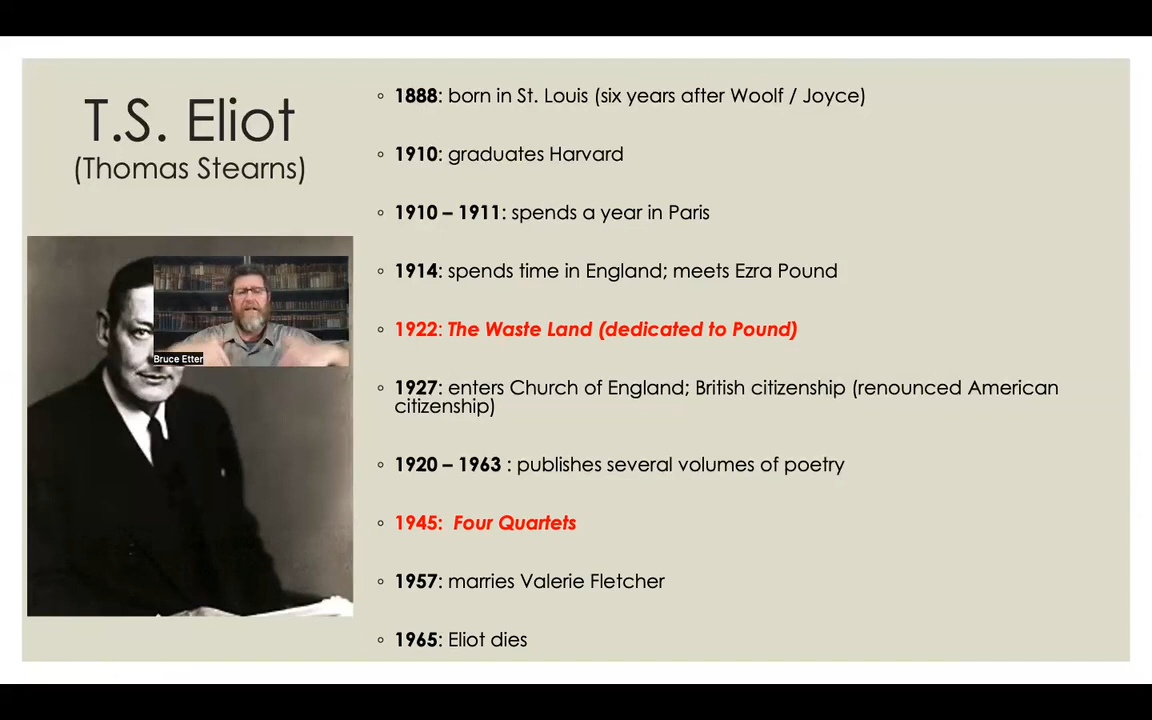 T.S. Eliot
(Thomas Stearns)
Bruce Etter
◦ 1888: born in St. Louis (six years after Woolf / Joyce)
◦ 1910: graduates Harvard
◦ 1910 – 1911: spends a year in Paris
◦ 1914: spends time in England; meets Ezra Pound
◦ 1922: The Waste Land (dedicated to Pound)
◦ 1927: enters Church of England; British citizenship (renounced American
citizenship)
◦ 1920 – 1963 : publishes several volumes of poetry
◦ 1945: Four Quartets
◦ 1957: marries Valerie Fletcher
◦ 1965: Eliot dies